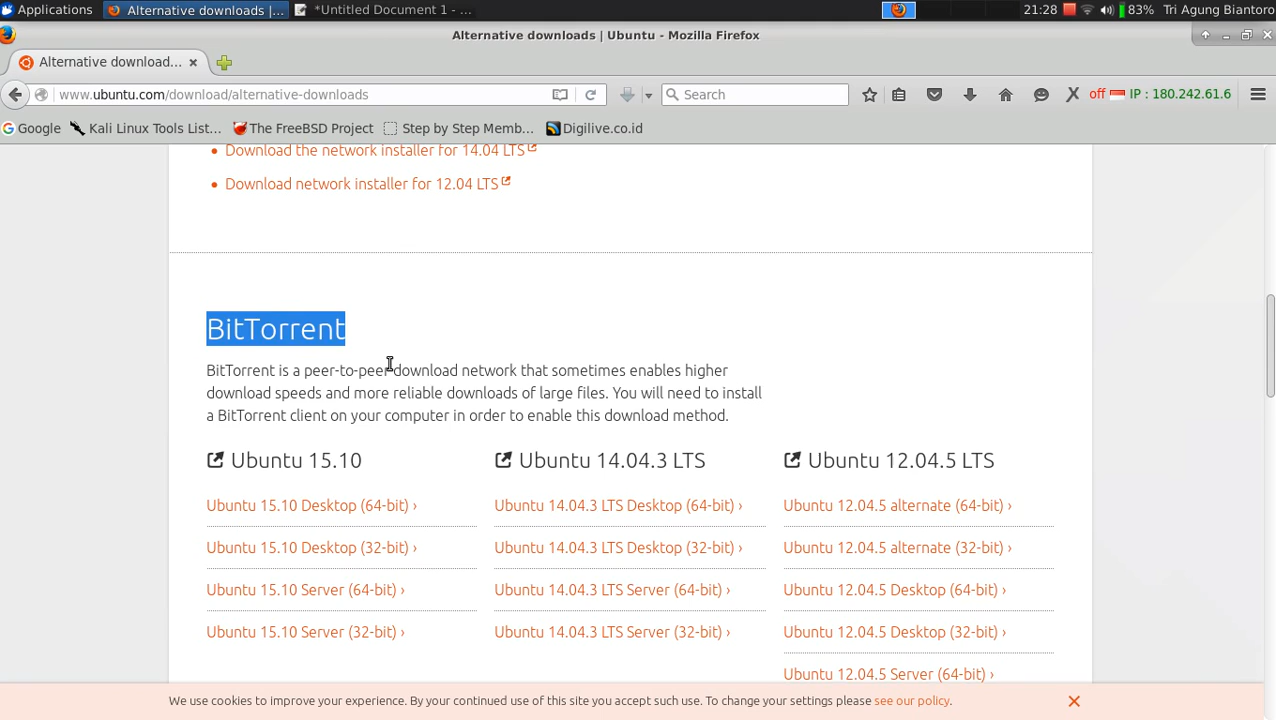 Applications
Alternative downloads |...
*Untitled Document 1 - ...
21:28
83%
Tri Agung Biantoro
Alternative downloads | Ubuntu - Mozilla Firefox
Alternative download...
www.ubuntu.com/download/alternative-downloads
Search
off
IP : 180.242.61.6
Google
Kali Linux Tools List...
The FreeBSD Project
Step by Step Memb...
Digilive.co.id
Download the network installer for 14.04 LTS
Download network installer for 12.04 LTS
BitTorrent
BitTorrent is a peer-to-peer download network that sometimes enables higher
download speeds and more reliable downloads of large files. You will need to install
a BitTorrent client on your computer in order to enable this download method.
Ubuntu 15.10
Ubuntu 15.10 Desktop (64-bit) ›
Ubuntu 15.10 Desktop (32-bit) ›
Ubuntu 15.10 Server (64-bit) ›
Ubuntu 15.10 Server (32-bit) ›
Ubuntu 14.04.3 LTS
Ubuntu 14.04.3 LTS Desktop (64-bit) ›
Ubuntu 14.04.3 LTS Desktop (32-bit) ›
Ubuntu 14.04.3 LTS Server (64-bit) ›
Ubuntu 14.04.3 LTS Server (32-bit) ›
Ubuntu 12.04.5 LTS
Ubuntu 12.04.5 alternate (64-bit) ›
Ubuntu 12.04.5 alternate (32-bit) ›
Ubuntu 12.04.5 Desktop (64-bit) ›
Ubuntu 12.04.5 Desktop (32-bit) ›
Ubuntu 12.04.5 Server (64-bit) ›
We use cookies to improve your experience. By your continued use of this site you accept such use. To change your settings please see our policy.